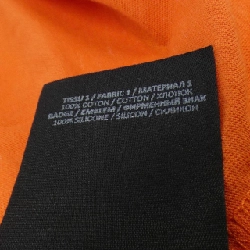 TISSU 1 / FABRIC 1 / МАТЕРИАЛ 1
100% COTON / COTTON / ХЛОПОК
BADGE / EMBLEM / ФИРМЕННЫЙ ЗНАК
100% SILICONE / SILICON / СИЛИКОН